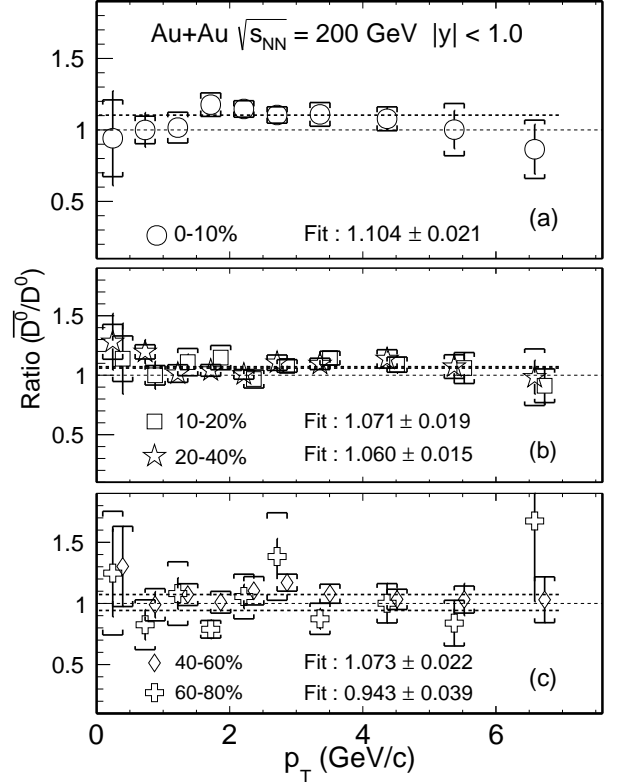 Au+Au √s_NN = 200 GeV |y| < 1.0
1.5
1
0.5
(a)
0-10% Fit : 1.104 ± 0.021
Ratio (D̅⁰/D⁰)
1.5
1
0.5
10-20% Fit : 1.071 ± 0.019
20-40% Fit : 1.060 ± 0.015
(b)
1.5
1
0.5
40-60% Fit : 1.073 ± 0.022
60-80% Fit : 0.943 ± 0.039
(c)
0 2 4 6
p_T (GeV/c)